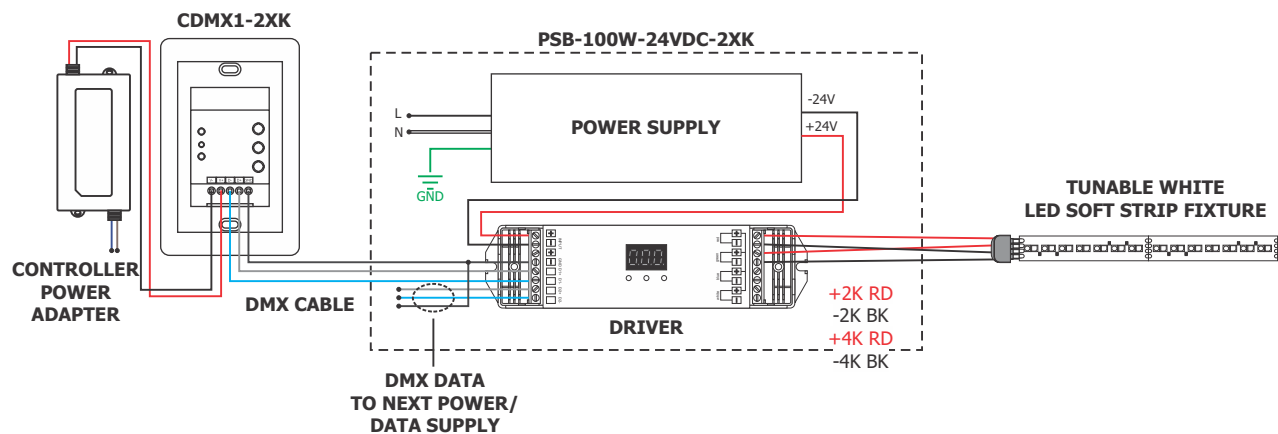 CDMX1-2XK
PSB-100W-24VDC-2XK
L
N
GND
POWER SUPPLY
-24V
+24V
TUNABLE WHITE
LED SOFT STRIP FIXTURE
CONTROLLER
POWER
ADAPTER
DMX CABLE
DRIVER
+2K RD
-2K BK
+4K RD
-4K BK
DMX DATA
TO NEXT POWER/
DATA SUPPLY